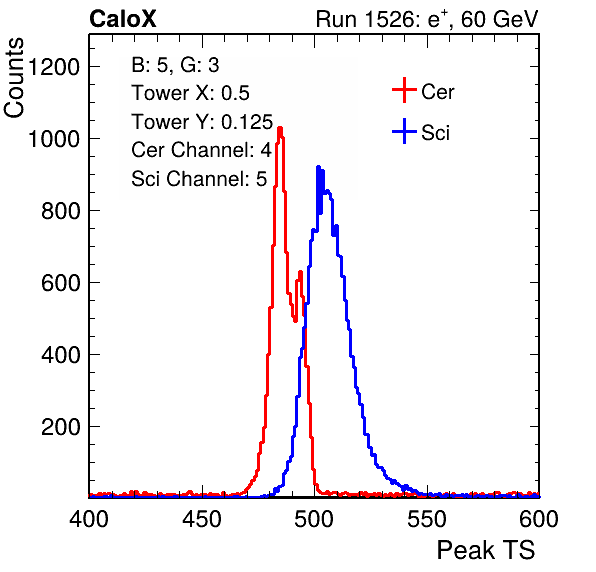 CaloX Run 1526: e⁺, 60 GeV
Counts
B: 5, G: 3
Tower X: 0.5
Tower Y: 0.125
Cer Channel: 4
Sci Channel: 5
Cer
Sci
1200
1000
800
600
400
200
400 450 500 550 600
Peak TS